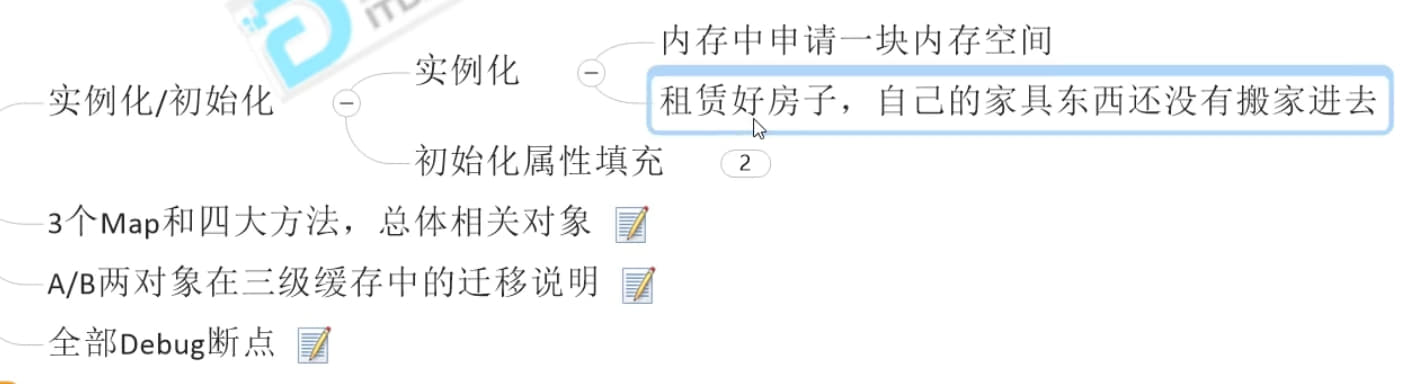 内存中申请一块内存空间
实例化
租赁好房子，自己的家具东西还没有搬家进去
实例化/初始化
初始化属性填充 2
3个Map和四大方法，总体相关对象
A/B两对象在三级缓存中的迁移说明
全部Debug断点